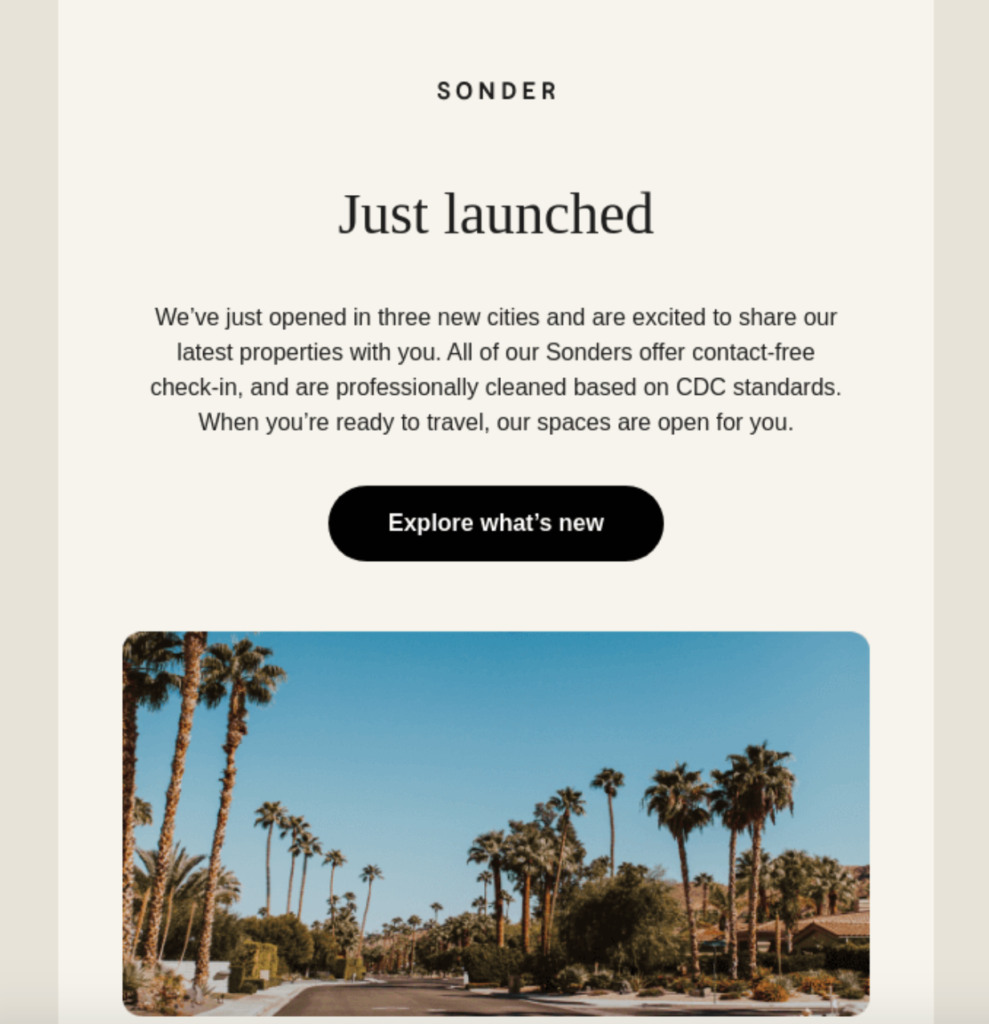 SONDER
Just launched
We’ve just opened in three new cities and are excited to share our
latest properties with you. All of our Sonders offer contact-free
check-in, and are professionally cleaned based on CDC standards.
When you’re ready to travel, our spaces are open for you.
Explore what’s new